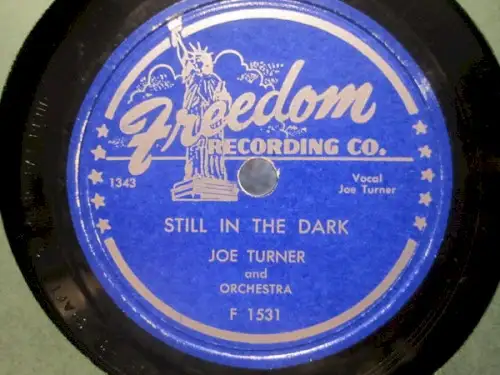 Freedom
RECORDING CO.
1343
Vocal
Joe Turner
STILL IN THE DARK
JOE TURNER
and
ORCHESTRA
F 1531